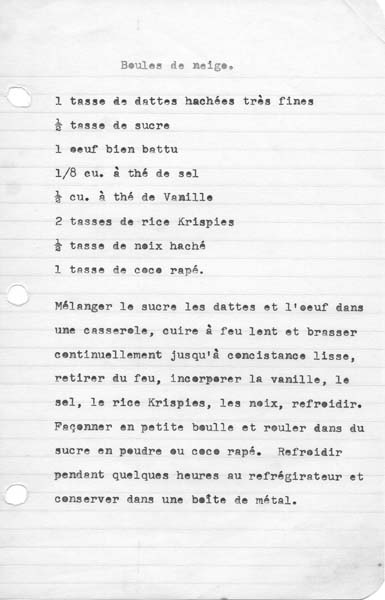 Boules de neige.
1 tasse de dattes hachées très fines
½ tasse de sucre
1 oeuf bien battu
1/8 cu. à thé de sel
½ cu. à thé de Vanille
2 tasses de rice Krispies
½ tasse de noix haché
1 tasse de coco rapé.
Mélanger le sucre les dattes et l'oeuf dans
une casserole, cuire à feu lent et brasser
continuellement jusqu'à concistance lisse,
retirer du feu, incorporer la vanille, le
sel, le rice Krispies, les noix, refroidir.
Façonner en petite boulle et rouler dans du
sucre en poudre ou coco rapé. Refroidir
pendant quelques heures au refrégirateur et
conserver dans une boîte de métal.